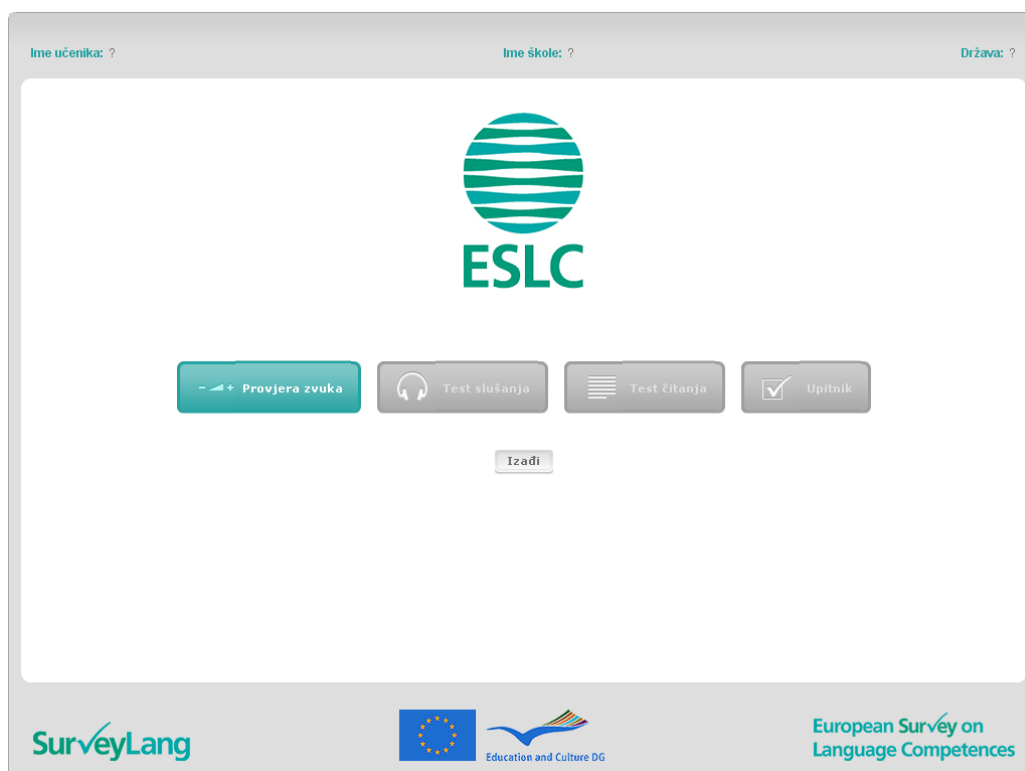 Ime učenika: ?
Ime škole: ?
Država: ?
ESLC
Provjera zvuka
Test slušanja
Test čitanja
Upitnik
Izađi
SurveyLang
Education and Culture DG
European Survey on
Language Competences